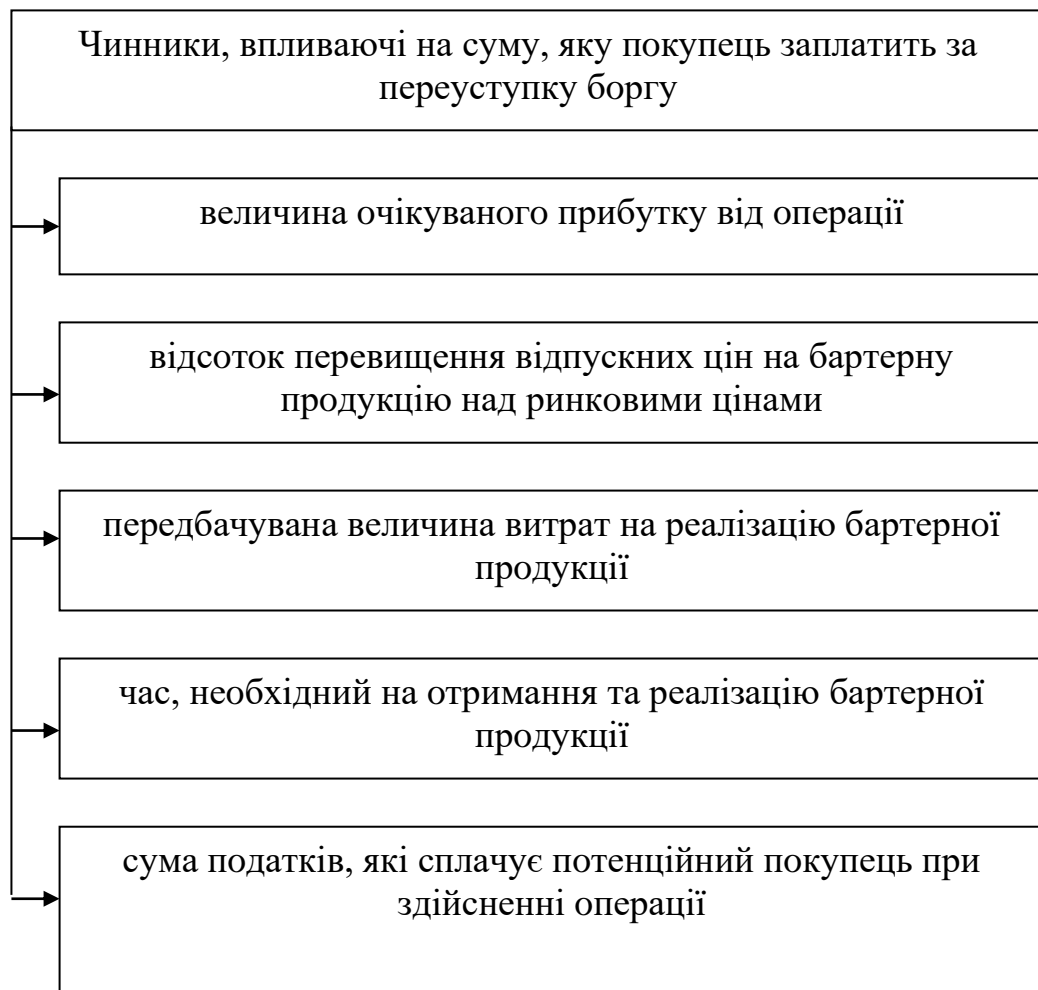 Чинники, впливаючі на суму, яку покупець заплатить за
переуступку боргу
величина очікуваного прибутку від операції
відсоток перевищення відпускних цін на бартерну
продукцію над ринковими цінами
передбачувана величина витрат на реалізацію бартерної
продукції
час, необхідний на отримання та реалізацію бартерної
продукції
сума податків, які сплачує потенційний покупець при
здійсненні операції